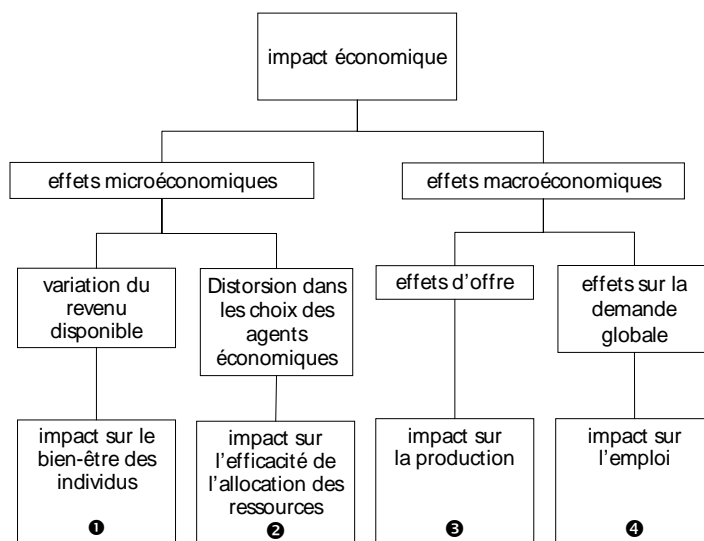 impact économique
effets microéconomiques
effets macroéconomiques
variation du
revenu
disponible
Distorsion dans
les choix des
agents
économiques
effets d'offre
effets sur la
demande
globale
impact sur le
bien-être des
individus
❶
impact sur
l'efficacité de
l'allocation des
ressources
❷
impact sur
la production
❸
impact sur
l'emploi
❹